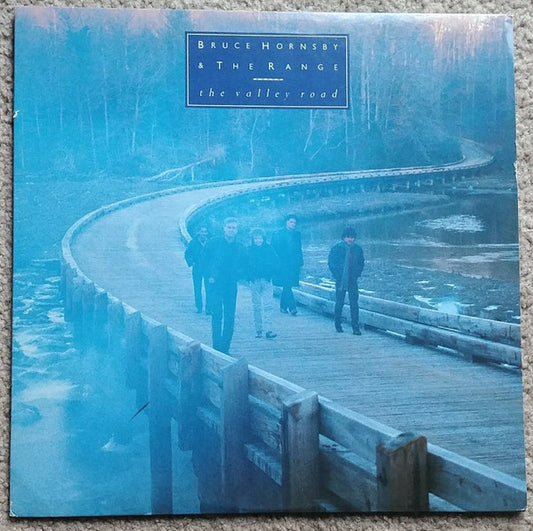 BRUCE HORNSBY
& THE RANGE
the valley road